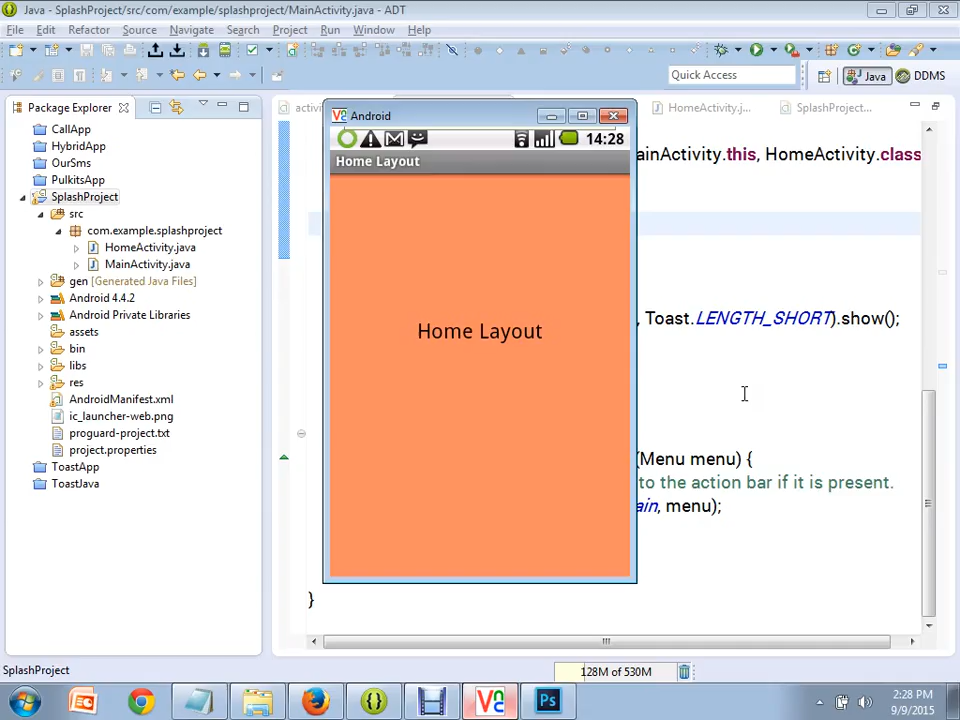 Java - SplashProject/src/com/example/splashproject/MainActivity.java - ADT
File Edit Refactor Source Navigate Search Project Run Window Help
Quick Access
Java
DDMS
Package Explorer
CallApp
HybridApp
OurSms
PulkitsApp
SplashProject
src
com.example.splashproject
HomeActivity.java
MainActivity.java
gen [Generated Java Files]
Android 4.4.2
Android Private Libraries
assets
bin
libs
res
AndroidManifest.xml
ic_launcher-web.png
proguard-project.txt
project.properties
ToastApp
ToastJava
activi
HomeActivity.j...
SplashProject...
ainActivity.this, HomeActivity.class
, Toast.LENGTH_SHORT).show();
(Menu menu) {
to the action bar if it is present.
ain, menu);
}
Android
14:28
Home Layout
Home Layout
SplashProject
128M of 530M
Ps
2:28 PM
9/9/2015